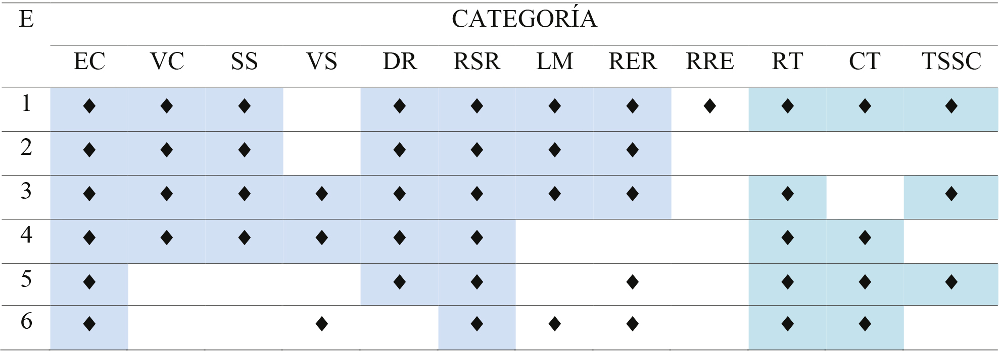 E CATEGORÍA
EC VC SS VS DR RSR LM RER RRE RT CT TSSC
1 ♦ ♦ ♦ ♦ ♦ ♦ ♦ ♦ ♦ ♦ ♦
2 ♦ ♦ ♦ ♦ ♦ ♦ ♦
3 ♦ ♦ ♦ ♦ ♦ ♦ ♦ ♦ ♦ ♦
4 ♦ ♦ ♦ ♦ ♦ ♦ ♦ ♦
5 ♦ ♦ ♦ ♦ ♦ ♦ ♦
6 ♦ ♦ ♦ ♦ ♦ ♦ ♦